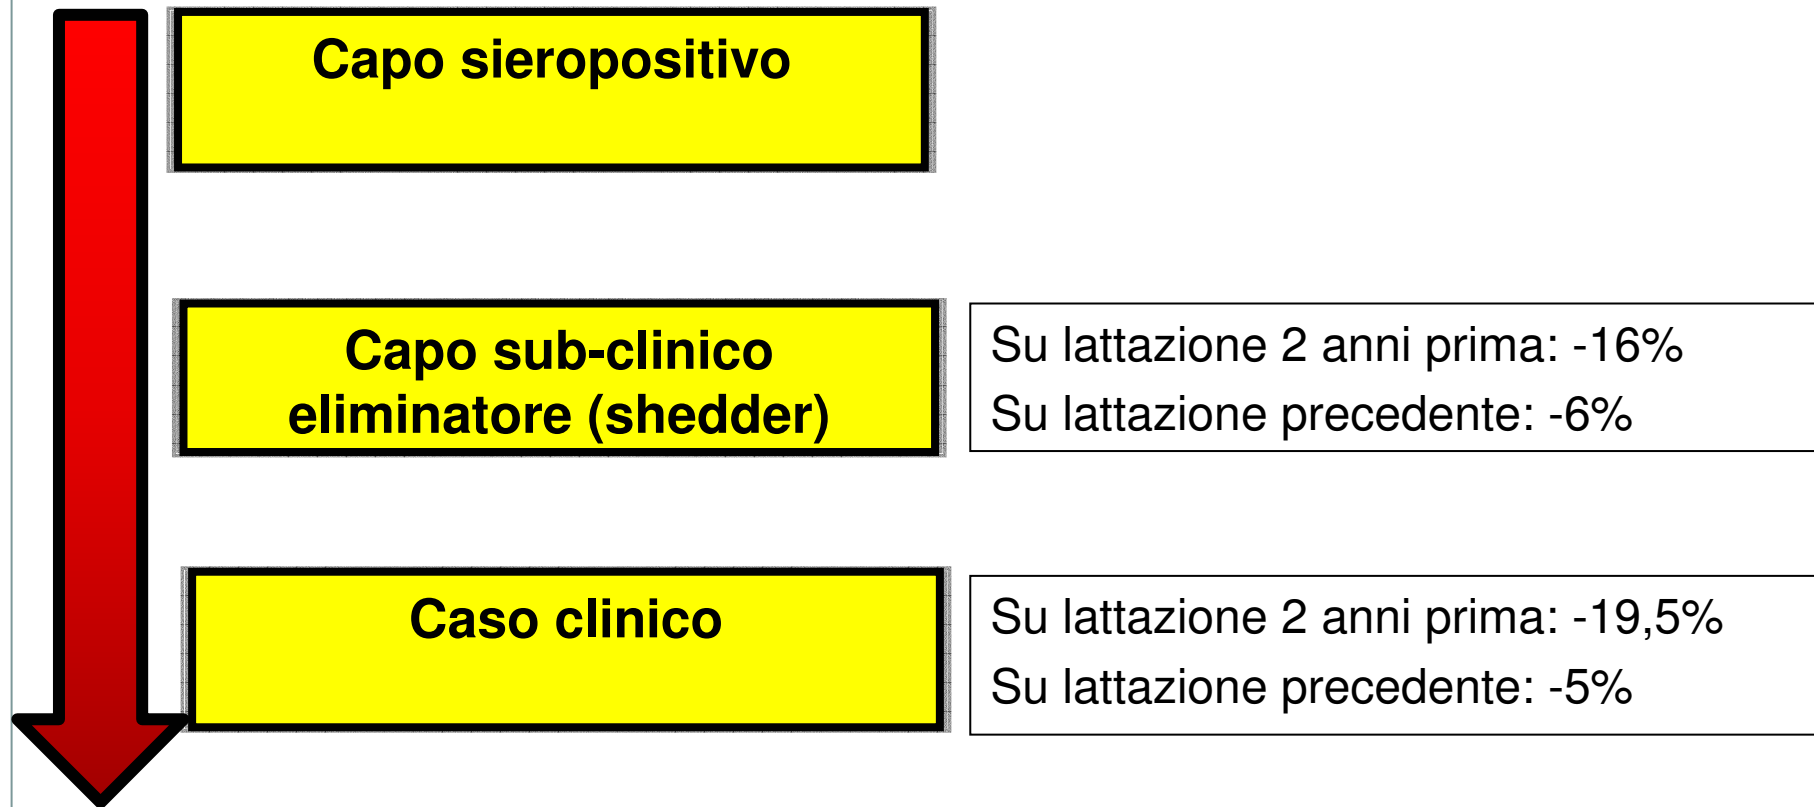 Capo sieropositivo
Capo sub-clinico
eliminatore (shedder)
Su lattazione 2 anni prima: -16%
Su lattazione precedente: -6%
Caso clinico
Su lattazione 2 anni prima: -19,5%
Su lattazione precedente: -5%